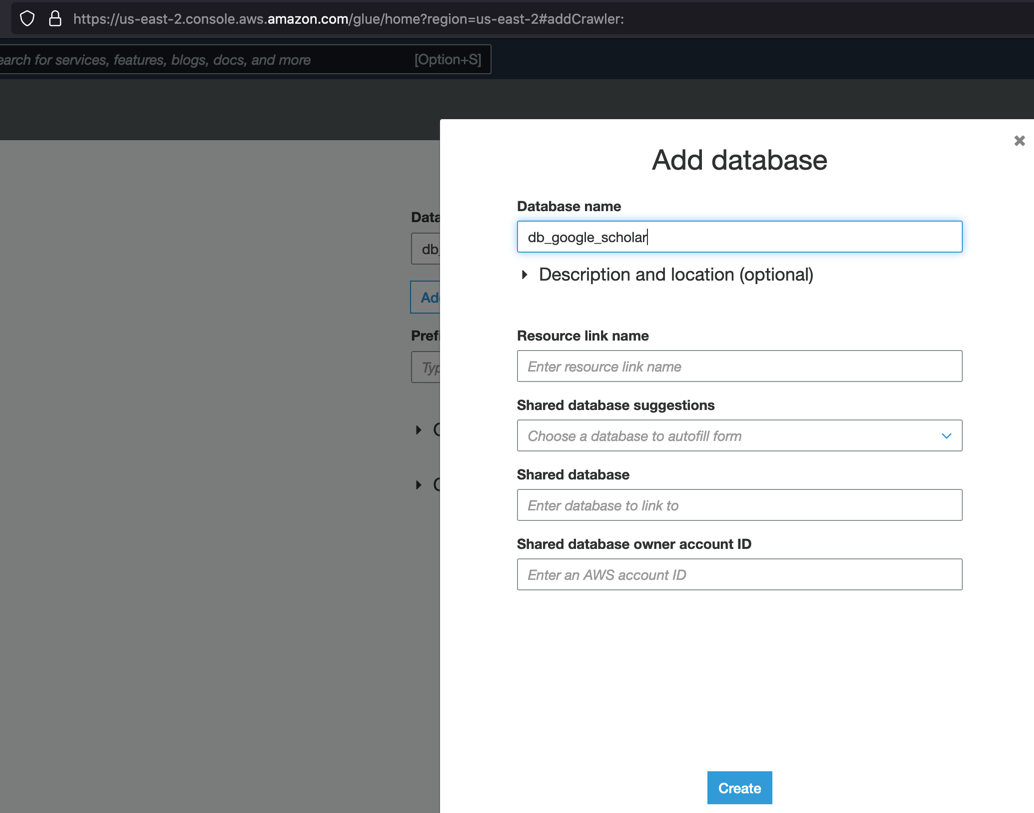 https://us-east-2.console.aws.amazon.com/glue/home?region=us-east-2#addCrawler:
earch for services, features, blogs, docs, and more [Option+S]
Add database
Database name
db_google_scholar
Description and location (optional)
Resource link name
Enter resource link name
Shared database suggestions
Choose a database to autofill form
Shared database
Enter database to link to
Shared database owner account ID
Enter an AWS account ID
Create
Data
db_
Ad
Prefi
Typ